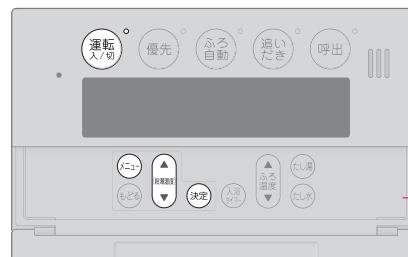 運転
入/切
優先
ふろ
自動
追い
だき
呼出
メニュー
給湯温度
ふろ
温度
たし湯
もどる
決定
入浴
タイマー
たし水